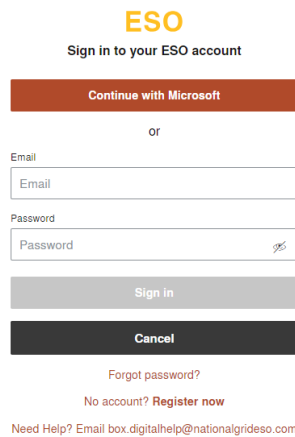 ESO
Sign in to your ESO account
Continue with Microsoft
or
Email
Email
Password
Password
Sign in
Cancel
Forgot password?
No account? Register now
Need Help? Email box.digitalhelp@nationalgrideso.com